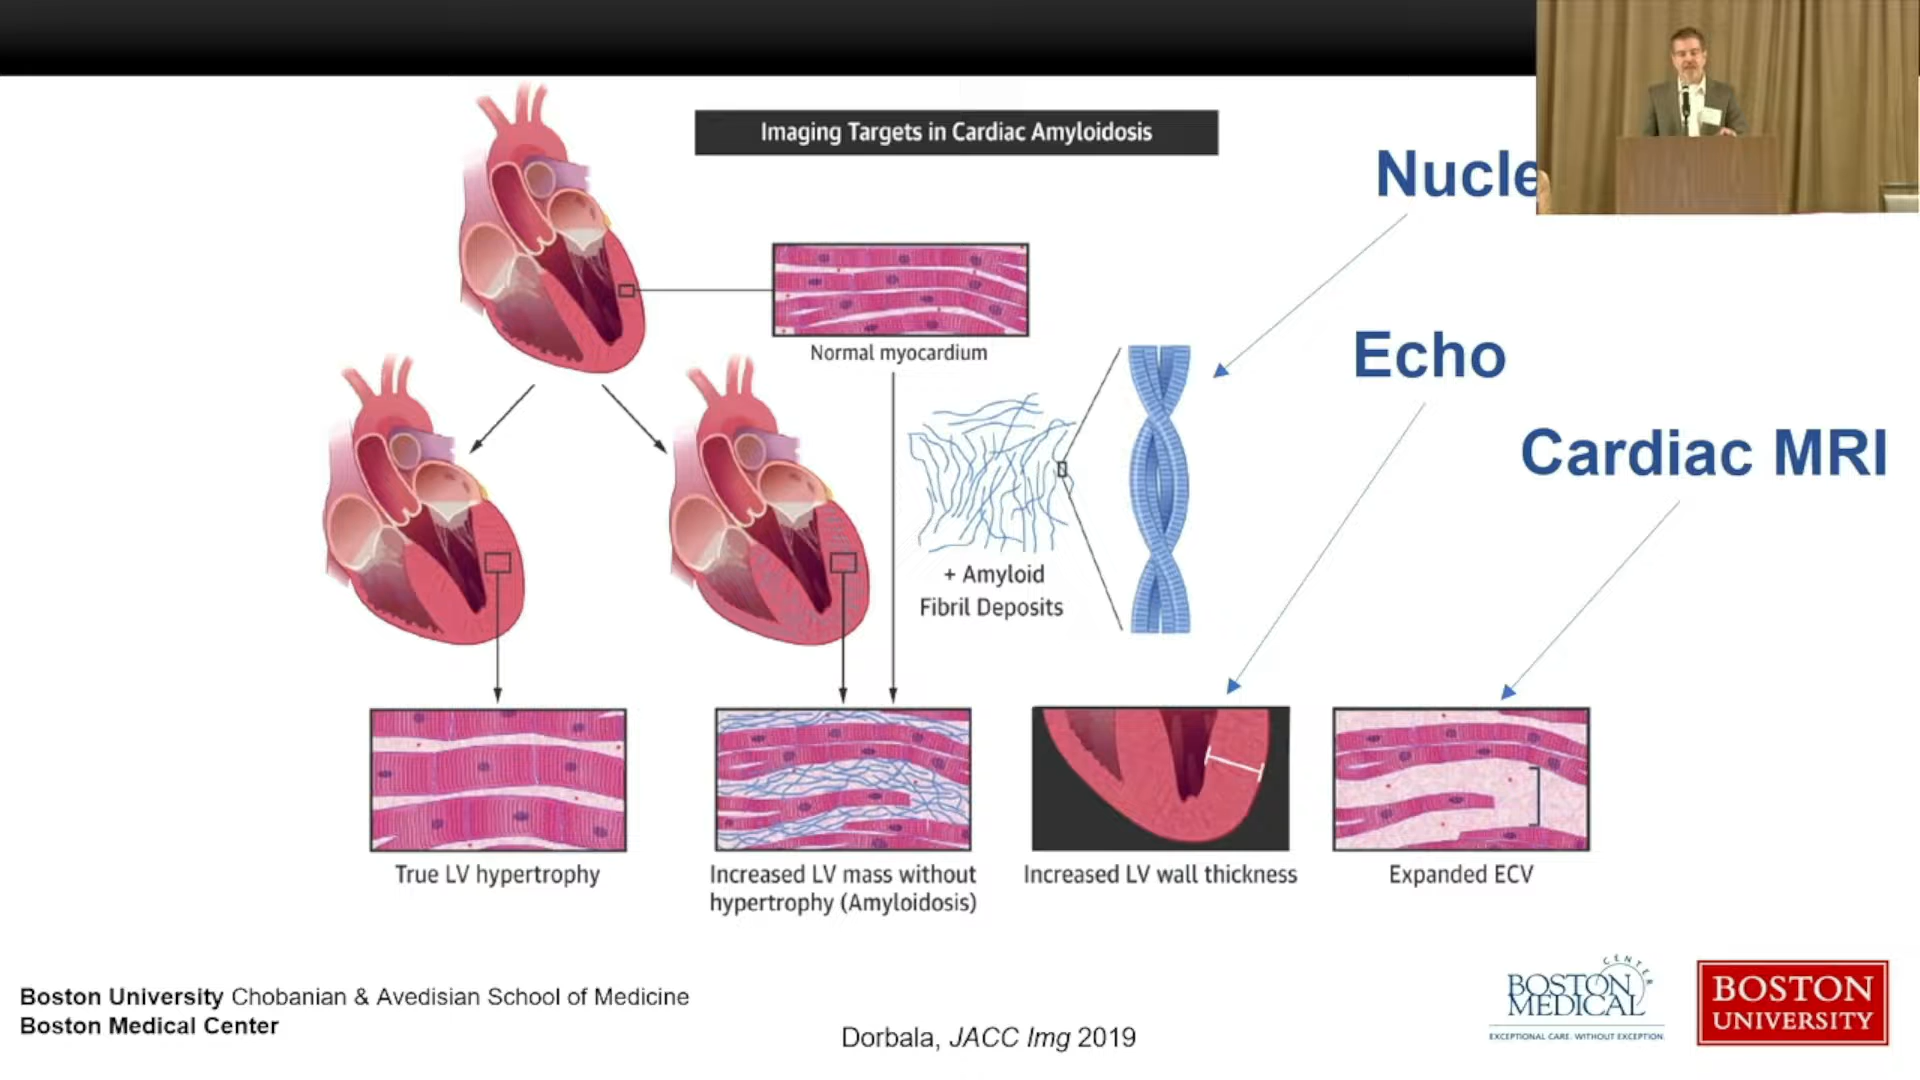 Imaging Targets in Cardiac Amyloidosis
Nucle
Normal myocardium
Echo
Cardiac MRI
+ Amyloid
Fibril Deposits
True LV hypertrophy
Increased LV mass without
hypertrophy (Amyloidosis)
Increased LV wall thickness
Expanded ECV
Boston University Chobanian & Avedisian School of Medicine
Boston Medical Center
Dorbala, JACC Img 2019
BOSTON
MEDICAL
CENTER
EXCEPTIONAL CARE. WITHOUT EXCEPTION.
BOSTON
UNIVERSITY